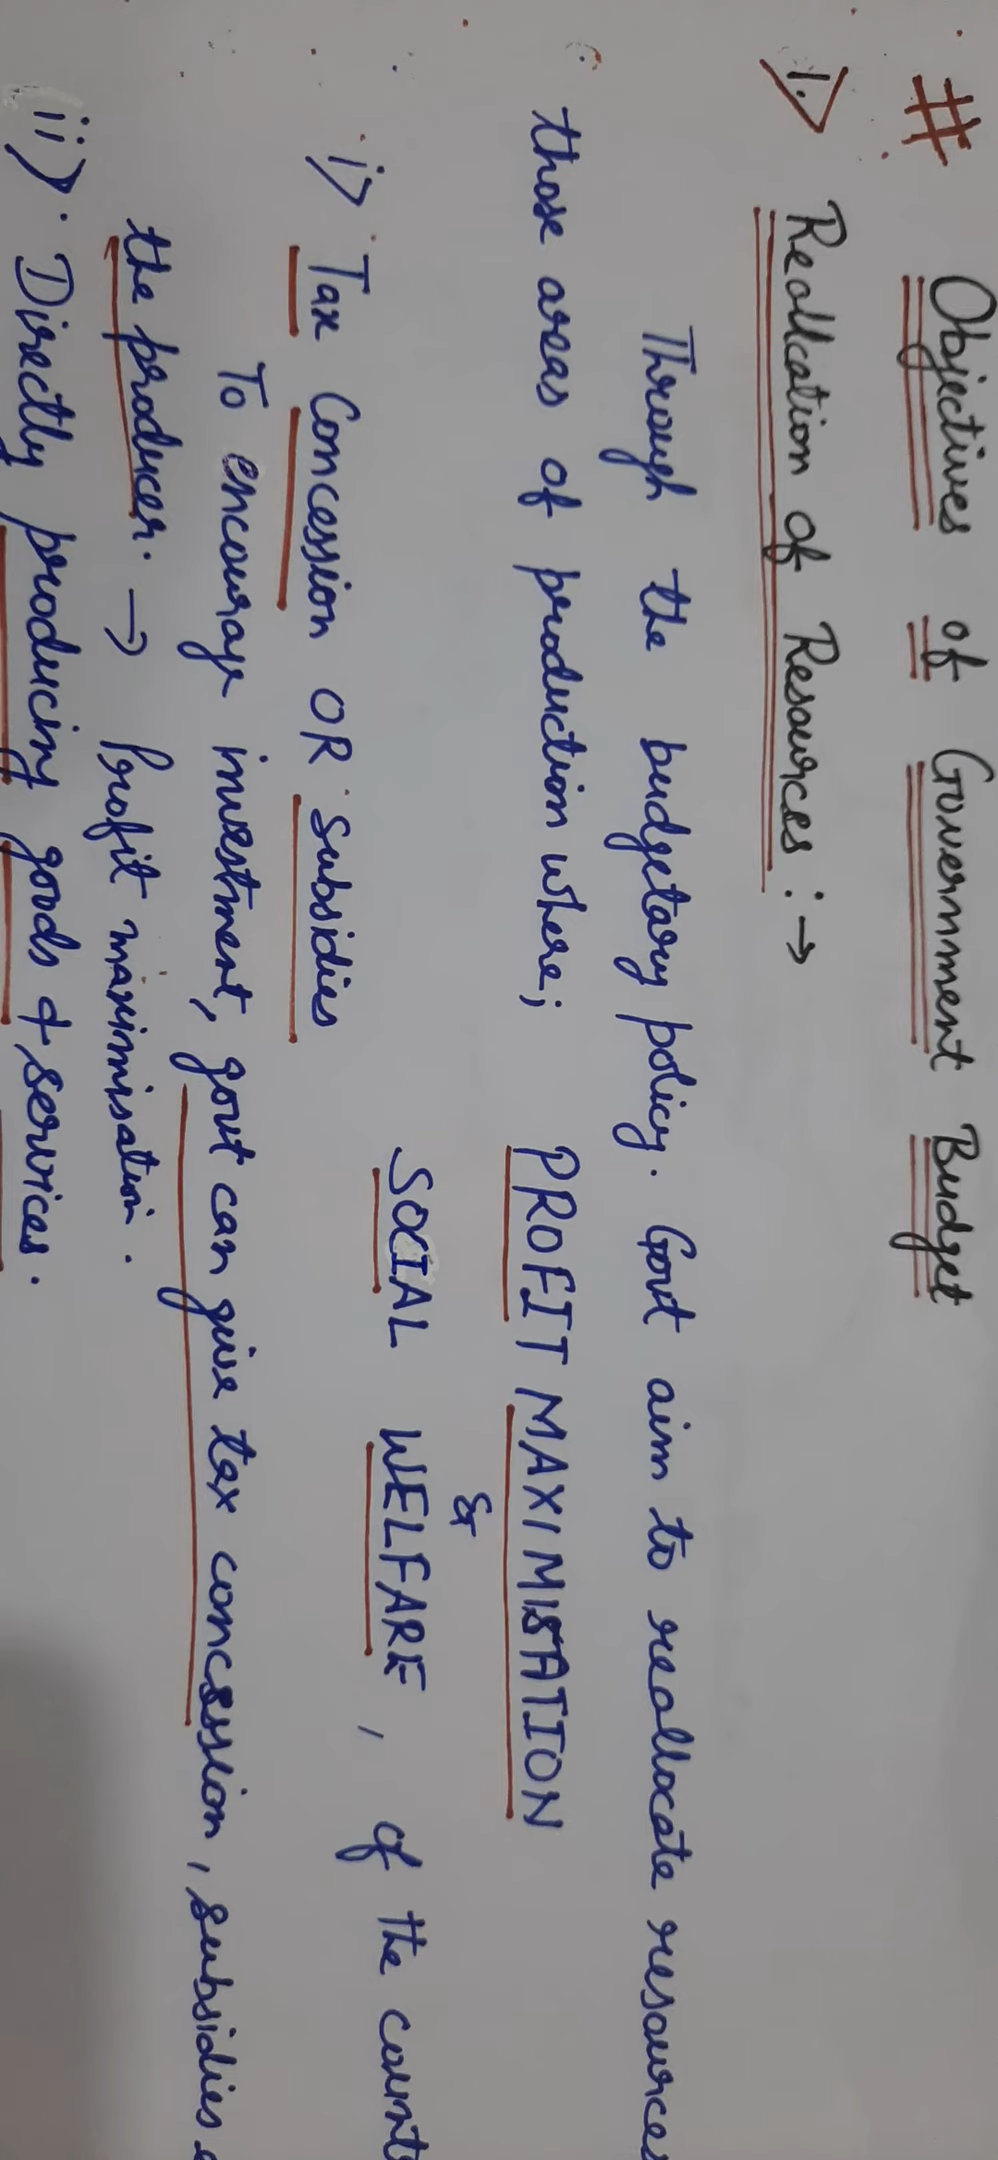 # Objectives of Government Budget
1. Reallcation of Resources :→
Through the budgetary policy. Govt aim to reallocate resources
those areas of production where; PROFIT MAXIMISATION
&
SOCIAL WELFARE, of the count
i) Tax Concession OR Subsidies
To encourage investment, govt can give tax concession, subsidies
the producer. → Profit maximisation.
ii) Directly producing goods & services.